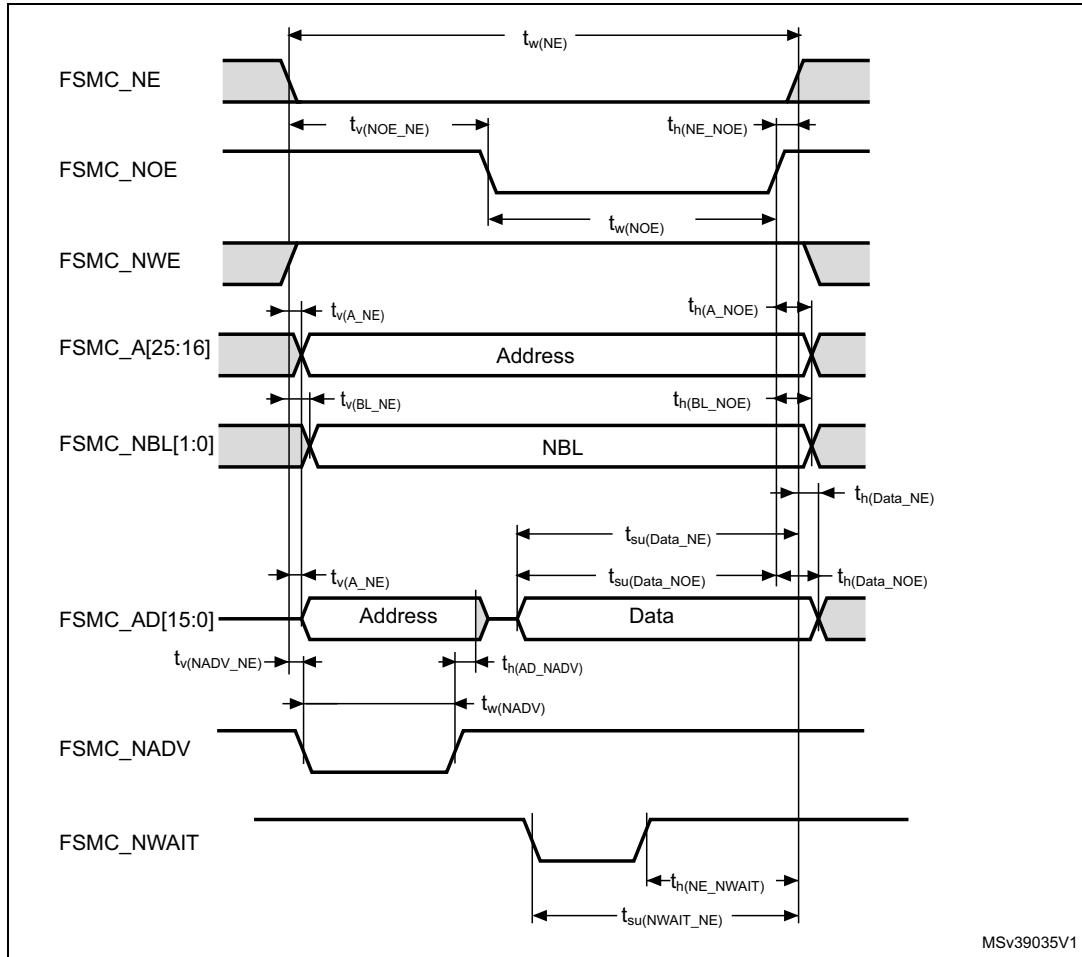 tw(NE)
FSMC_NE
tv(NOE_NE)
th(NE_NOE)
FSMC_NOE
tw(NOE)
FSMC_NWE
tv(A_NE)
th(A_NOE)
FSMC_A[25:16]
Address
tv(BL_NE)
th(BL_NOE)
FSMC_NBL[1:0]
NBL
th(Data_NE)
tsu(Data_NE)
tv(A_NE)
tsu(Data_NOE)
th(Data_NOE)
FSMC_AD[15:0]
Address
Data
tv(NADV_NE)
th(AD_NADV)
tw(NADV)
FSMC_NADV
FSMC_NWAIT
th(NE_NWAIT)
tsu(NWAIT_NE)
MSv39035V1